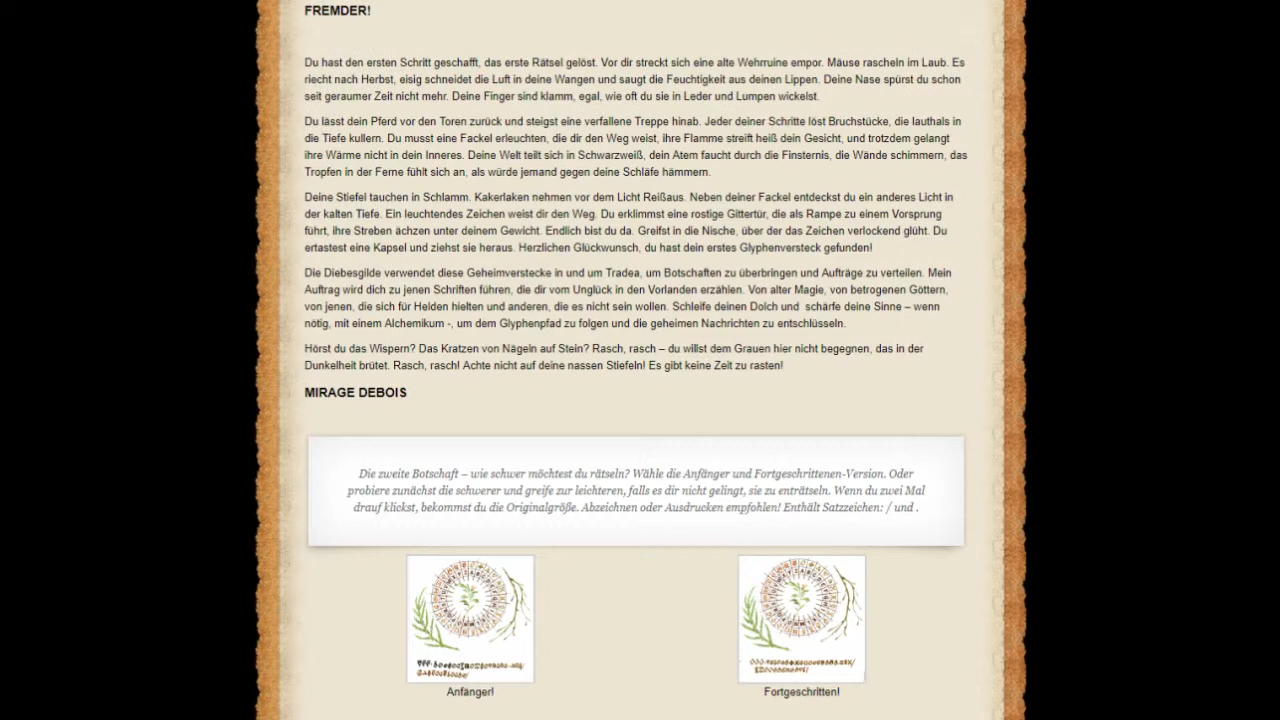 FREMDER!
Du hast den ersten Schritt geschafft, das erste Rätsel gelöst. Vor dir streckt sich eine alte Wehrruine empor. Mäuse rascheln im Laub. Es
riecht nach Herbst, eisig schneidet die Luft in deine Wangen und saugt die Feuchtigkeit aus deinen Lippen. Deine Nase spürst du schon
seit geraumer Zeit nicht mehr. Deine Finger sind klamm, egal, wie oft du sie in Leder und Lumpen wickelst.
Du lässt dein Pferd vor den Toren zurück und steigst eine verfallene Treppe hinab. Jeder deiner Schritte löst Bruchstücke, die lauthals in
die Tiefe kullern. Du musst eine Fackel erleuchten, die dir den Weg weist, ihre Flamme streift heiß dein Gesicht, und trotzdem gelangt
ihre Wärme nicht in dein Inneres. Deine Welt teilt sich in Schwarzweiß, dein Atem faucht durch die Finsternis, die Wände schimmern, das
Tropfen in der Ferne fühlt sich an, als würde jemand gegen deine Schläfe hämmern.
Deine Stiefel tauchen in Schlamm. Kakerlaken nehmen vor dem Licht Reißaus. Neben deiner Fackel entdeckst du ein anderes Licht in
der kalten Tiefe. Ein leuchtendes Zeichen weist dir den Weg. Du erklimmst eine rostige Gittertür, die als Rampe zu einem Vorsprung
führt, ihre Streben ächzen unter deinem Gewicht. Endlich bist du da. Greifst in die Nische, über der das Zeichen verlockend glüht. Du
ertastest eine Kapsel und ziehst sie heraus. Herzlichen Glückwunsch, du hast dein erstes Glyphenversteck gefunden!
Die Diebesgilde verwendet diese Geheimverstecke in und um Tradea, um Botschaften zu überbringen und Aufträge zu verteilen. Mein
Auftrag wird dich zu jenen Schriften führen, die dir vom Unglück in den Vorlanden erzählen. Von alter Magie, von betrogenen Göttern,
von jenen, die sich für Helden hielten und anderen, die es nicht sein wollen. Schleife deinen Dolch und  schärfe deine Sinne – wenn
nötig, mit einem Alchemikum -, um dem Glyphenpfad zu folgen und die geheimen Nachrichten zu entschlüsseln.
Hörst du das Wispern? Das Kratzen von Nägeln auf Stein? Rasch, rasch – du willst dem Grauen hier nicht begegnen, das in der
Dunkelheit brütet. Rasch, rasch! Achte nicht auf deine nassen Stiefeln! Es gibt keine Zeit zu rasten!
MIRAGE DEBOIS
Die zweite Botschaft – wie schwer möchtest du rätseln? Wähle die Anfänger und Fortgeschrittenen-Version. Oder
probiere zunächst die schwerer und greife zur leichteren, falls es dir nicht gelingt, sie zu enträtseln. Wenn du zwei Mal
drauf klickst, bekommst du die Originalgröße. Abzeichnen oder Ausdrucken empfohlen! Enthält Satzzeichen: / und .
Anfänger!
Fortgeschritten!